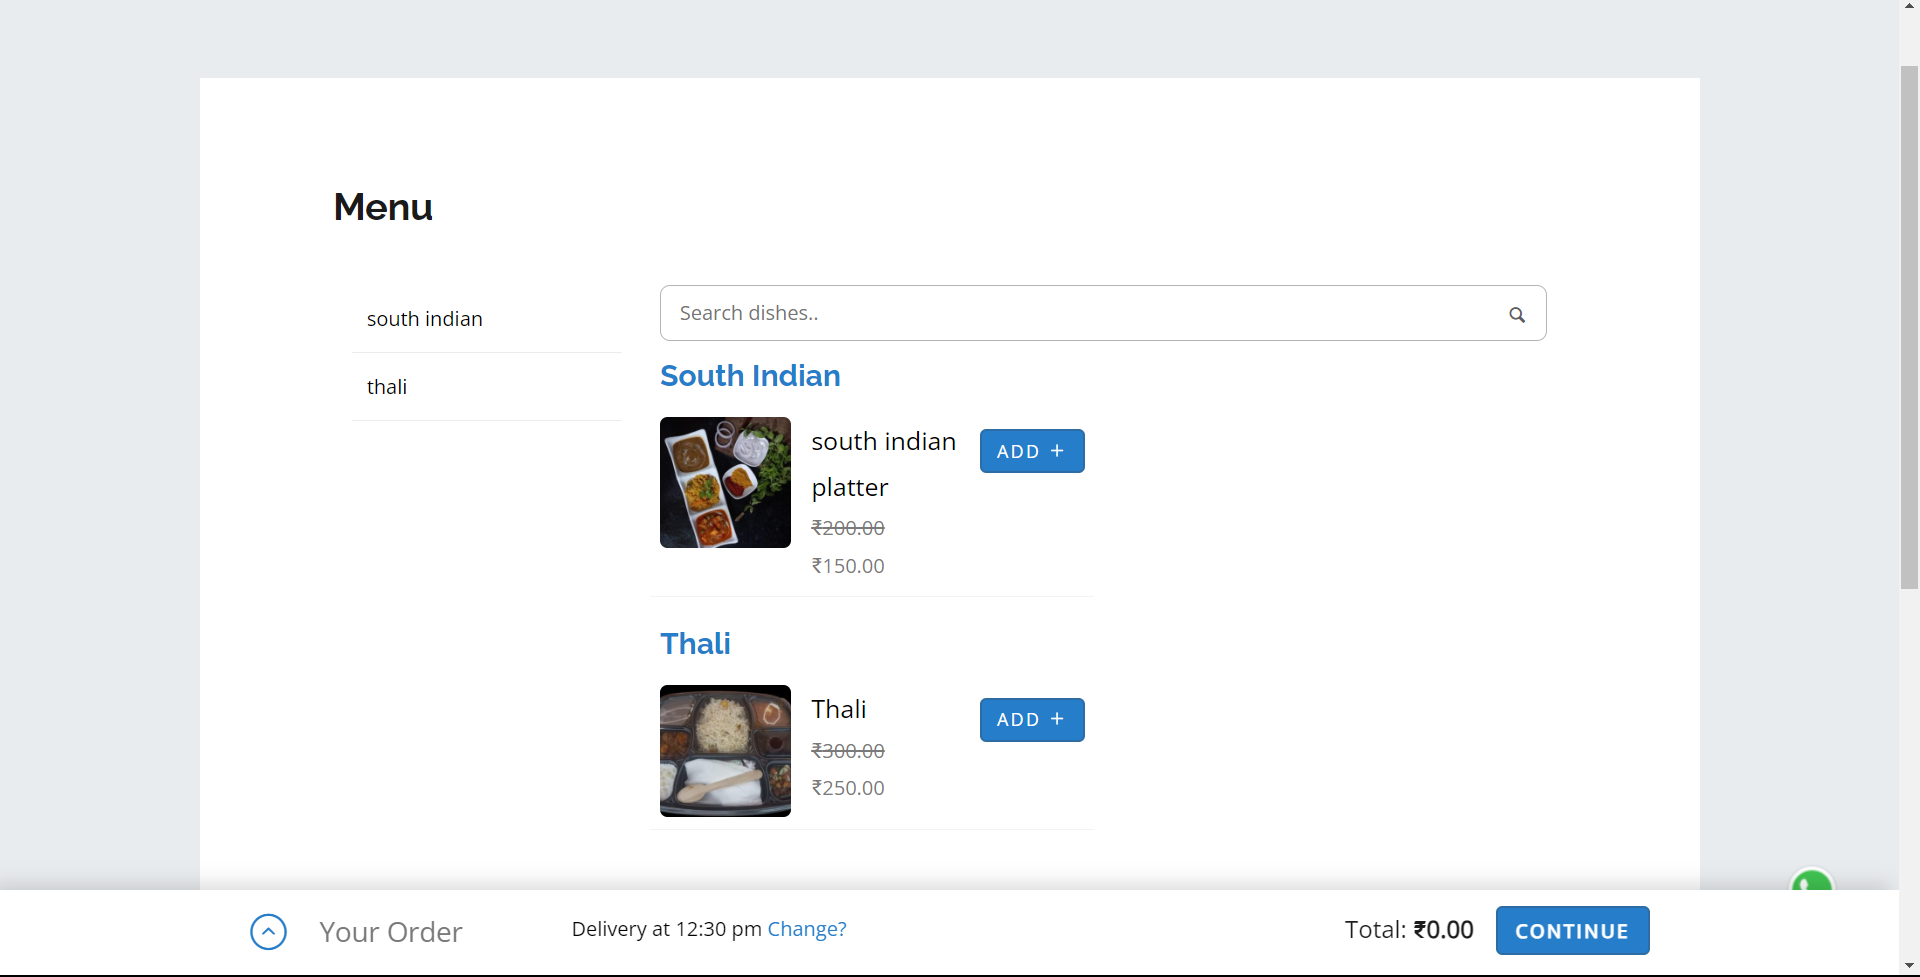 Menu
south indian
thali
Search dishes..
South Indian
south indian
platter
₹200.00
₹150.00
ADD +
Thali
Thali
₹300.00
₹250.00
ADD +
Your Order
Delivery at 12:30 pm Change?
Total: ₹0.00
CONTINUE